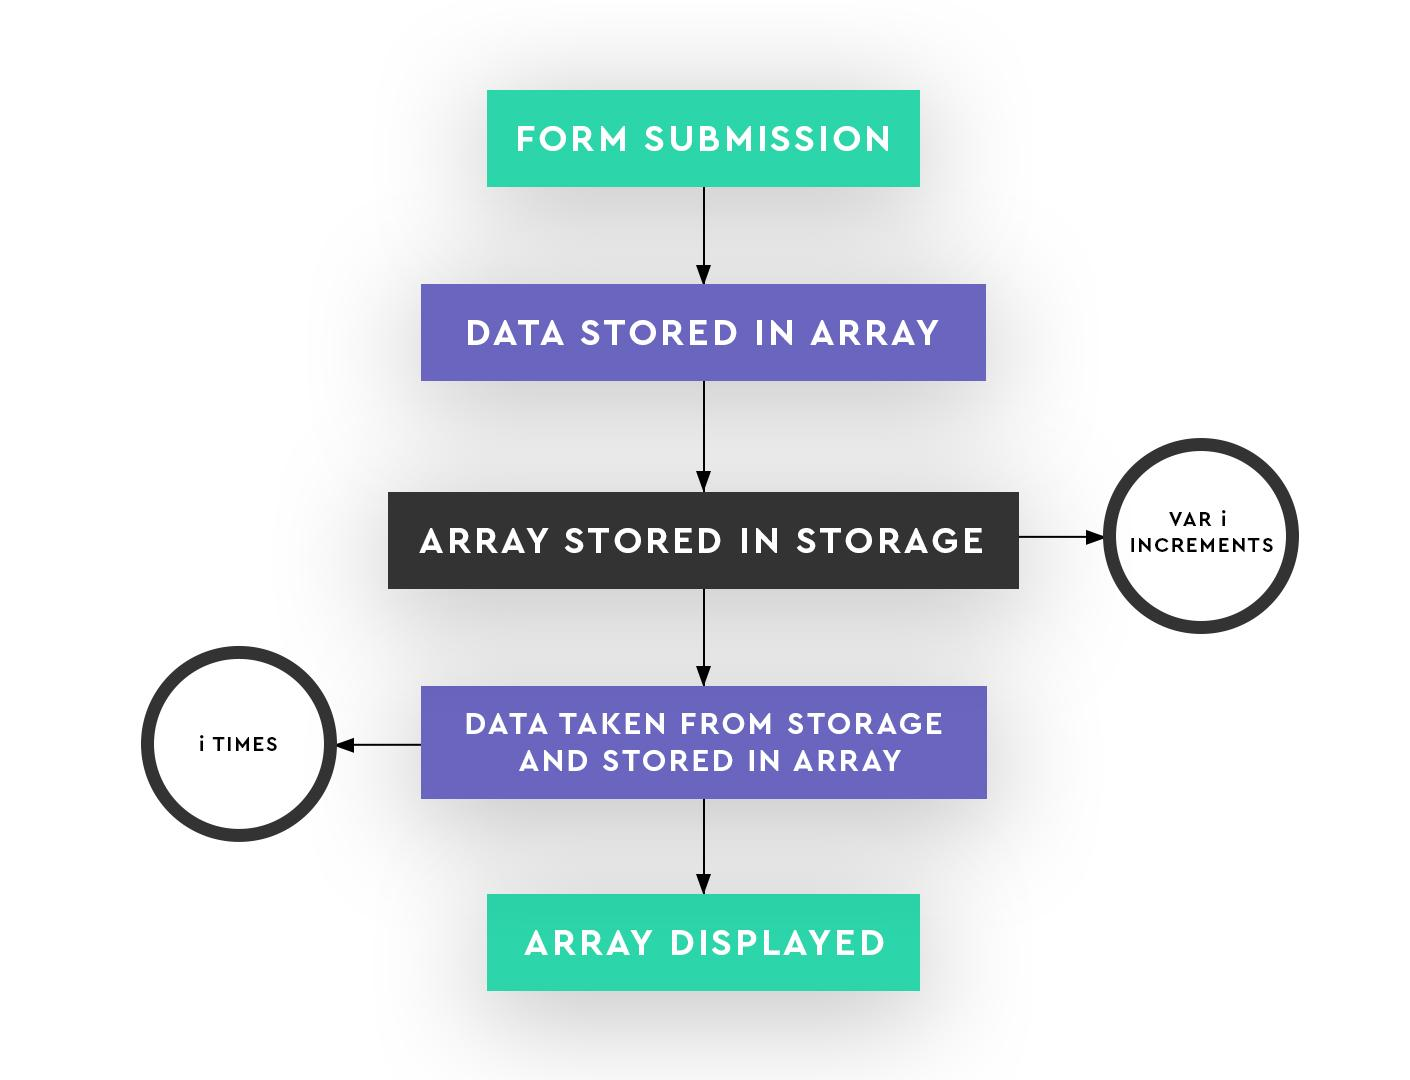 FORM SUBMISSION
DATA STORED IN ARRAY
ARRAY STORED IN STORAGE
VAR i
INCREMENTS
DATA TAKEN FROM STORAGE
AND STORED IN ARRAY
i TIMES
ARRAY DISPLAYED